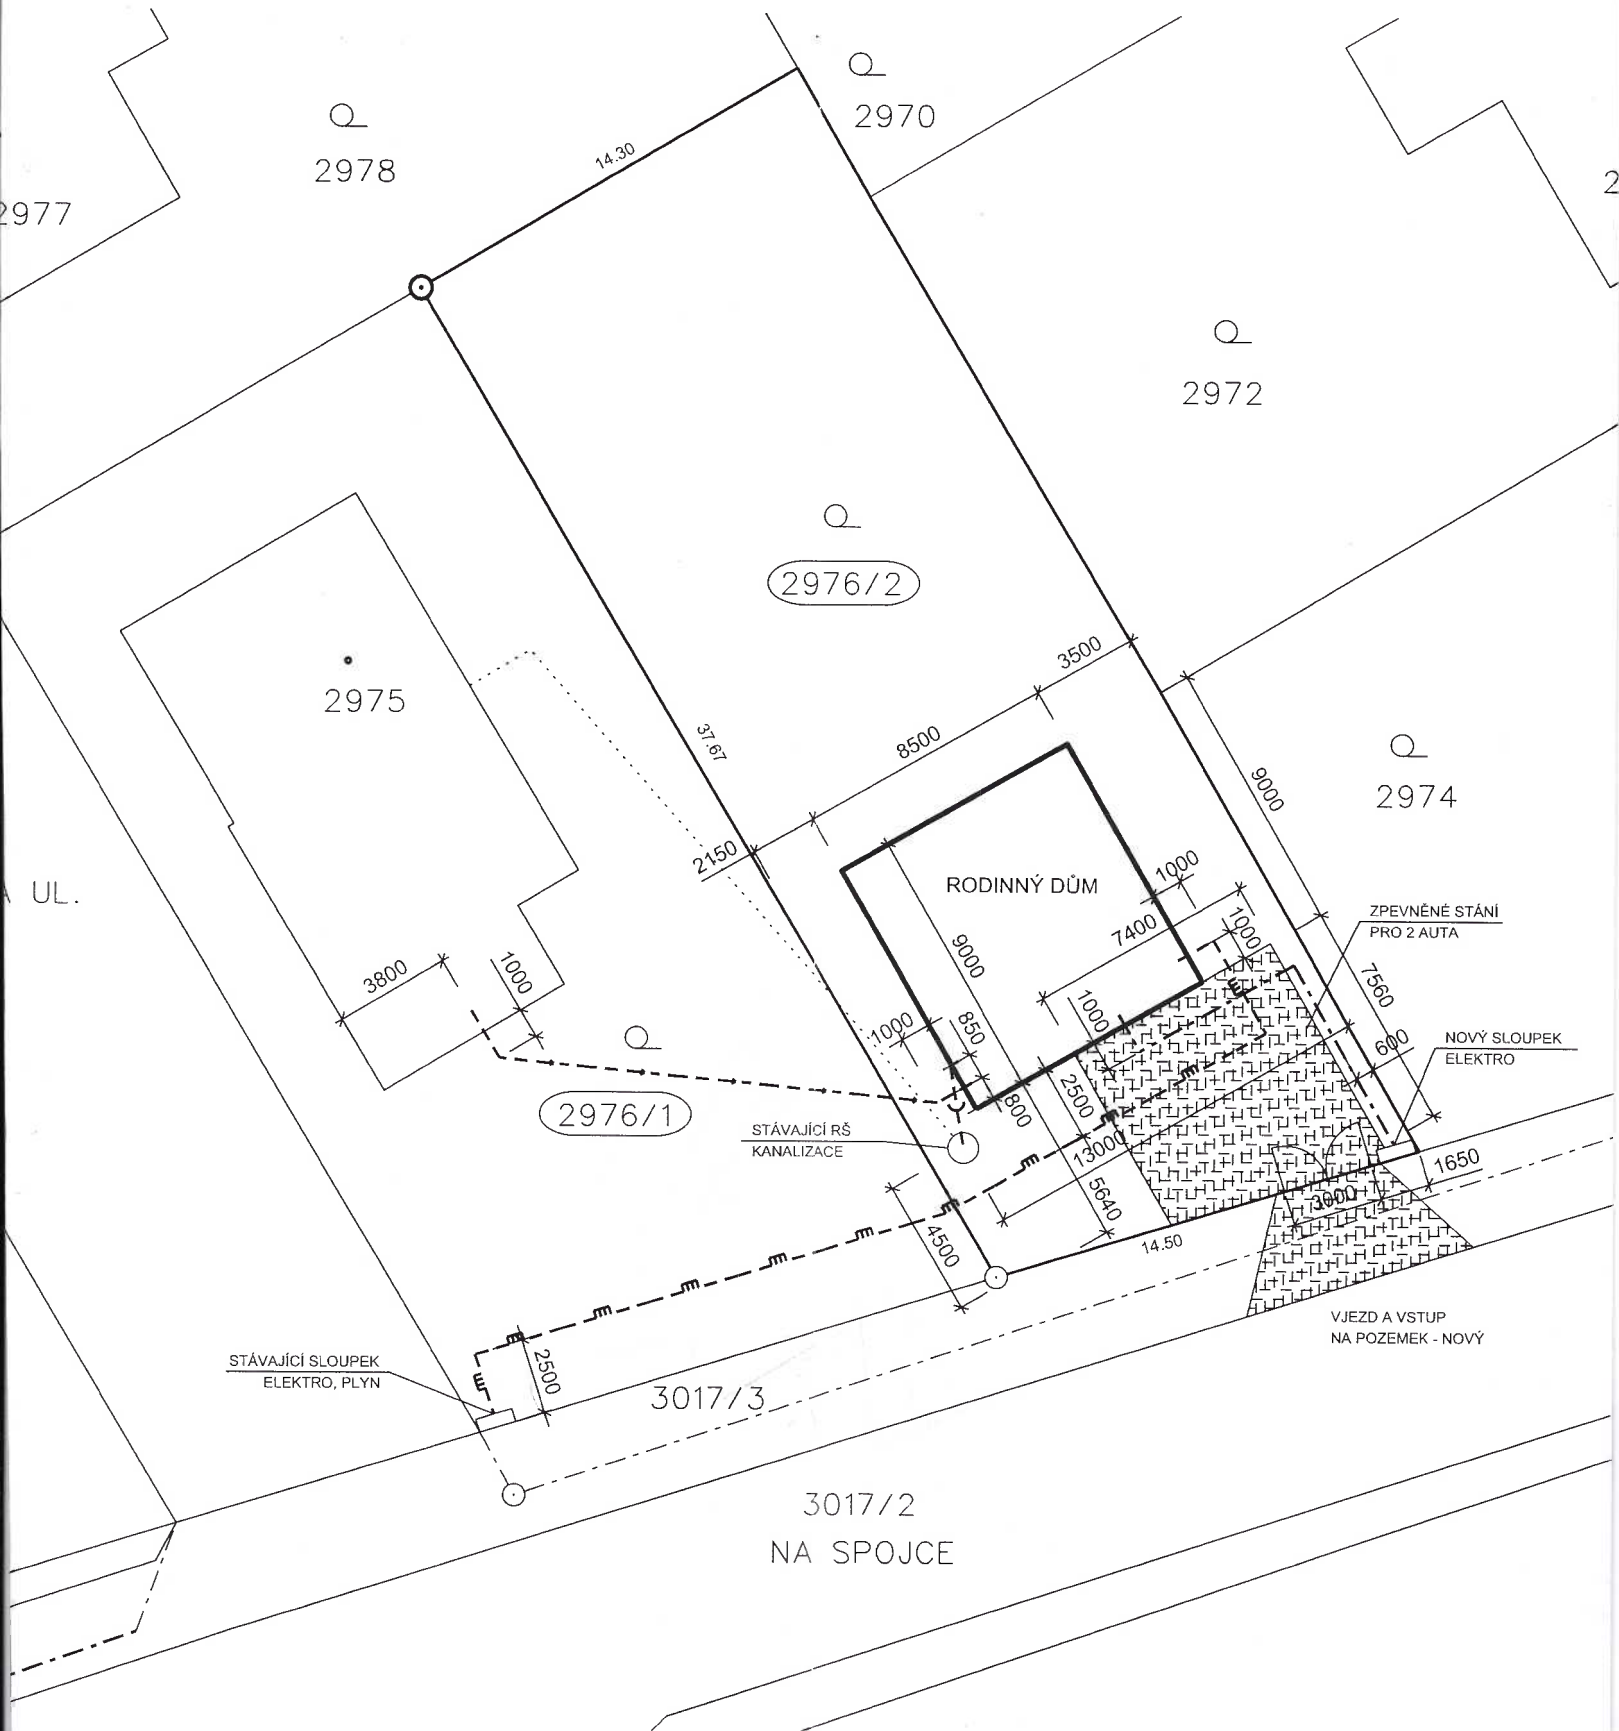 2970
2978
14.30
2
2977
2972
2976/2
3500
2975
37.67
8500
9000
2974
2150
RODINNÝ DŮM
1000
UL.
7400
1000
ZPEVNĚNÉ STÁNÍ
PRO 2 AUTA
3800
1000
9000
7560
1000
850
1000
600
NOVÝ SLOUPEK
ELEKTRO
2976/1
800
2500
STÁVAJÍCÍ RŠ
KANALIZACE
13000
1650
5640
3000
4500
14.50
VJEZD A VSTUP
NA POZEMEK - NOVÝ
STÁVAJÍCÍ SLOUPEK
ELEKTRO, PLYN
2500
3017/3
3017/2
NA SPOJCE